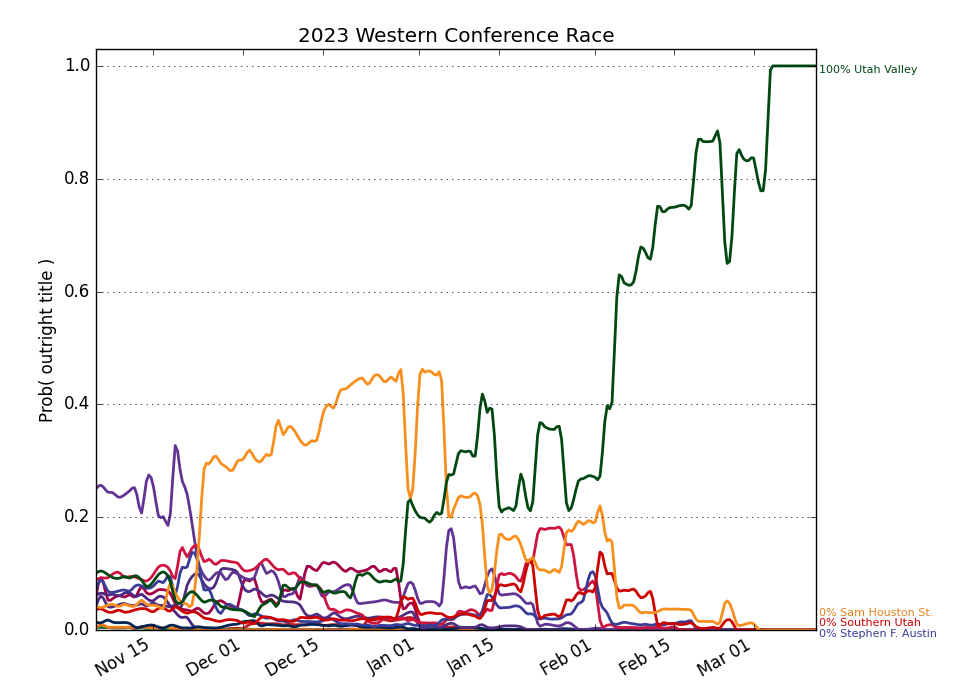 2023 Western Conference Race
1.0
100% Utah Valley
0.8
0.6
Prob( outright title )
0.4
0.2
0% Sam Houston St.
0% Southern Utah
0.0
0% Stephen F. Austin
Nov 15
Dec 01
Dec 15
Jan 01
Jan 15
Feb 01
Feb 15
Mar 01